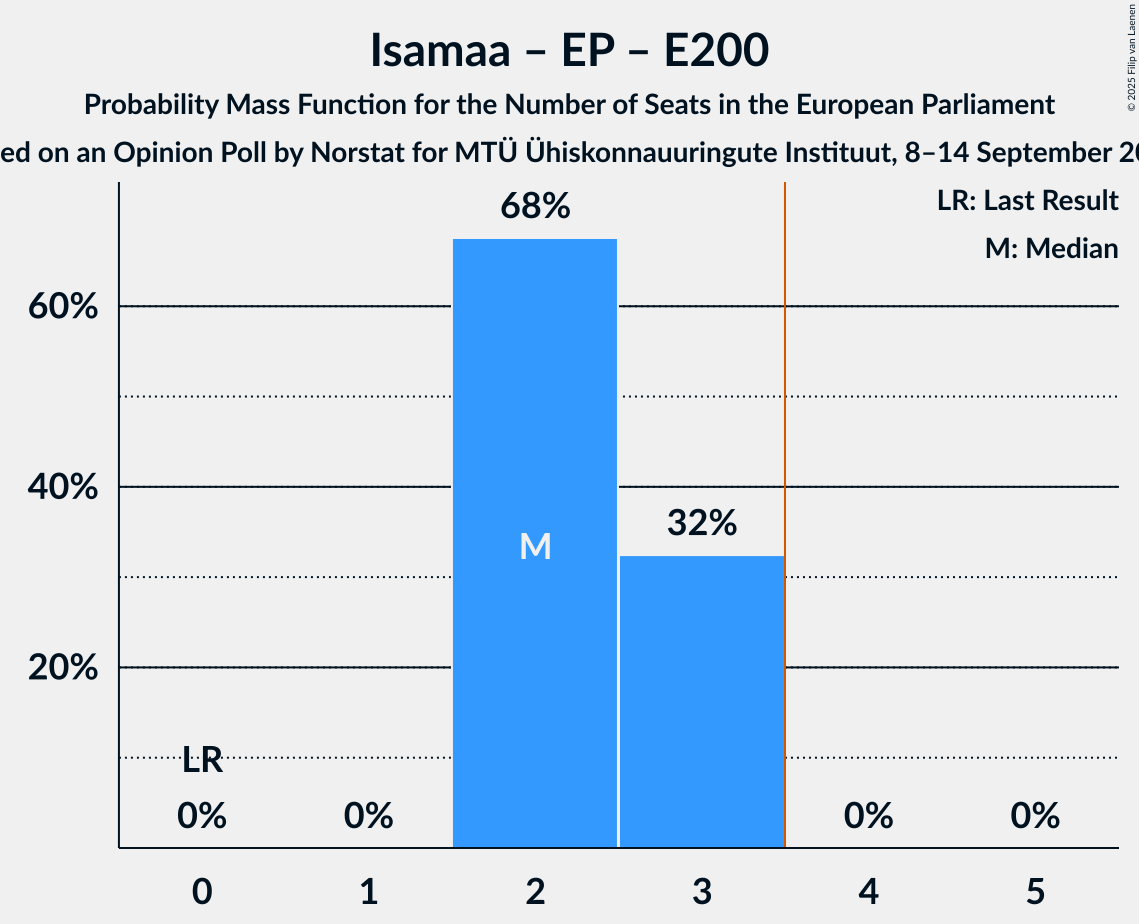 Isamaa – EP – E200
Probability Mass Function for the Number of Seats in the European Parliament
ed on an Opinion Poll by Norstat for MTÜ Ühiskonnauuringute Instituut, 8–14 September 20
© 2025 Filip van Laenen
LR: Last Result
M: Median
68%
60%
40%
32%
M
20%
LR
0%
0%
0%
0%
0
1
2
3
4
5